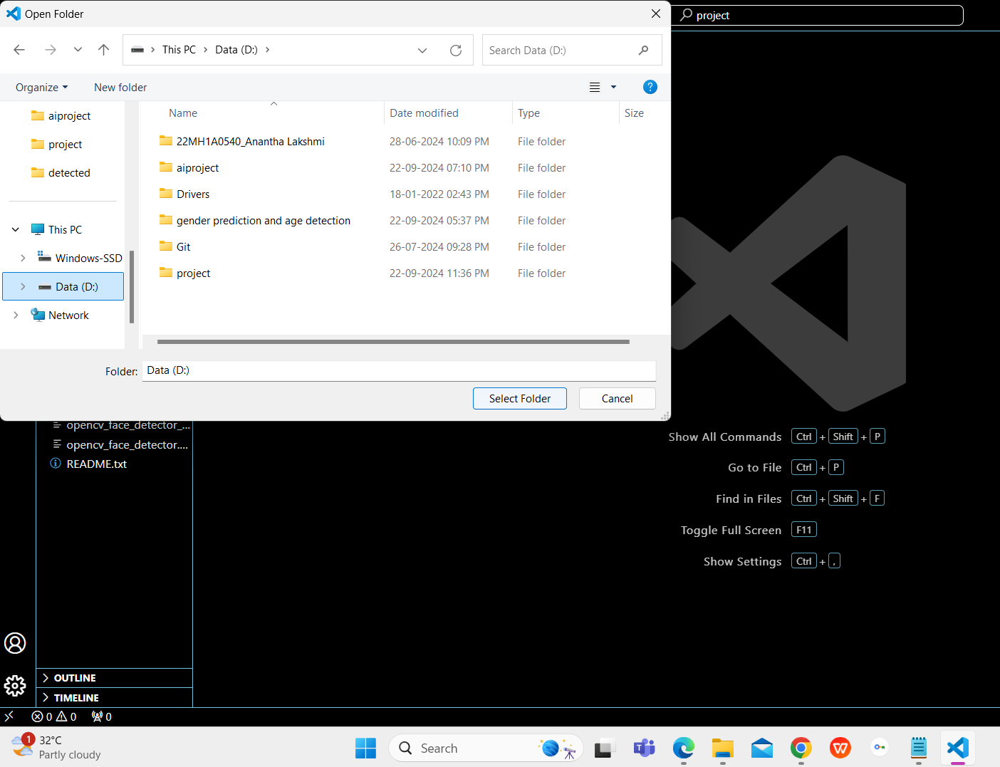 Open Folder
project
This PC
Data (D:)
Search Data (D:)
Organize
New folder
?
Name
Date modified
Type
Size
aiproject
project
detected
This PC
Windows-SSD
Data (D:)
Network
22MH1A0540_Anantha Lakshmi 28-06-2024 10:09 PM File folder
aiproject 22-09-2024 07:10 PM File folder
Drivers 18-01-2022 02:43 PM File folder
gender prediction and age detection 22-09-2024 05:37 PM File folder
Git 26-07-2024 09:28 PM File folder
project 22-09-2024 11:36 PM File folder
Folder: Data (D:)
Select Folder
Cancel
opencv_face_detector_...
opencv_face_detector....
README.txt
Show All Commands Ctrl + Shift + P
Go to File Ctrl + P
Find in Files Ctrl + Shift + F
Toggle Full Screen F11
Show Settings Ctrl + ,
OUTLINE
TIMELINE
0 0 0
1
32°C
Partly cloudy
Search